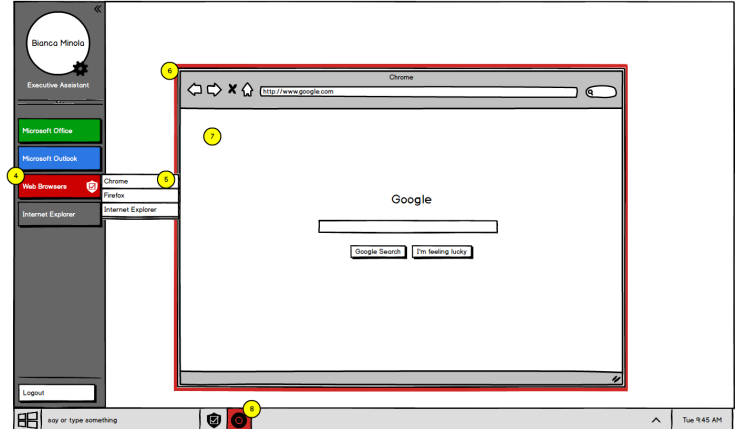 «
Bianca Minola
Executive Assistant
Microsoft Office
Microsoft Outlook
4
Web Browsers
Internet Explorer
Chrome
5
Firefox
Internet Explorer
6
Chrome
http://www.google.com
7
Google
Google Search
I'm feeling lucky
Logout
say or type something
8
Tue 9:45 AM